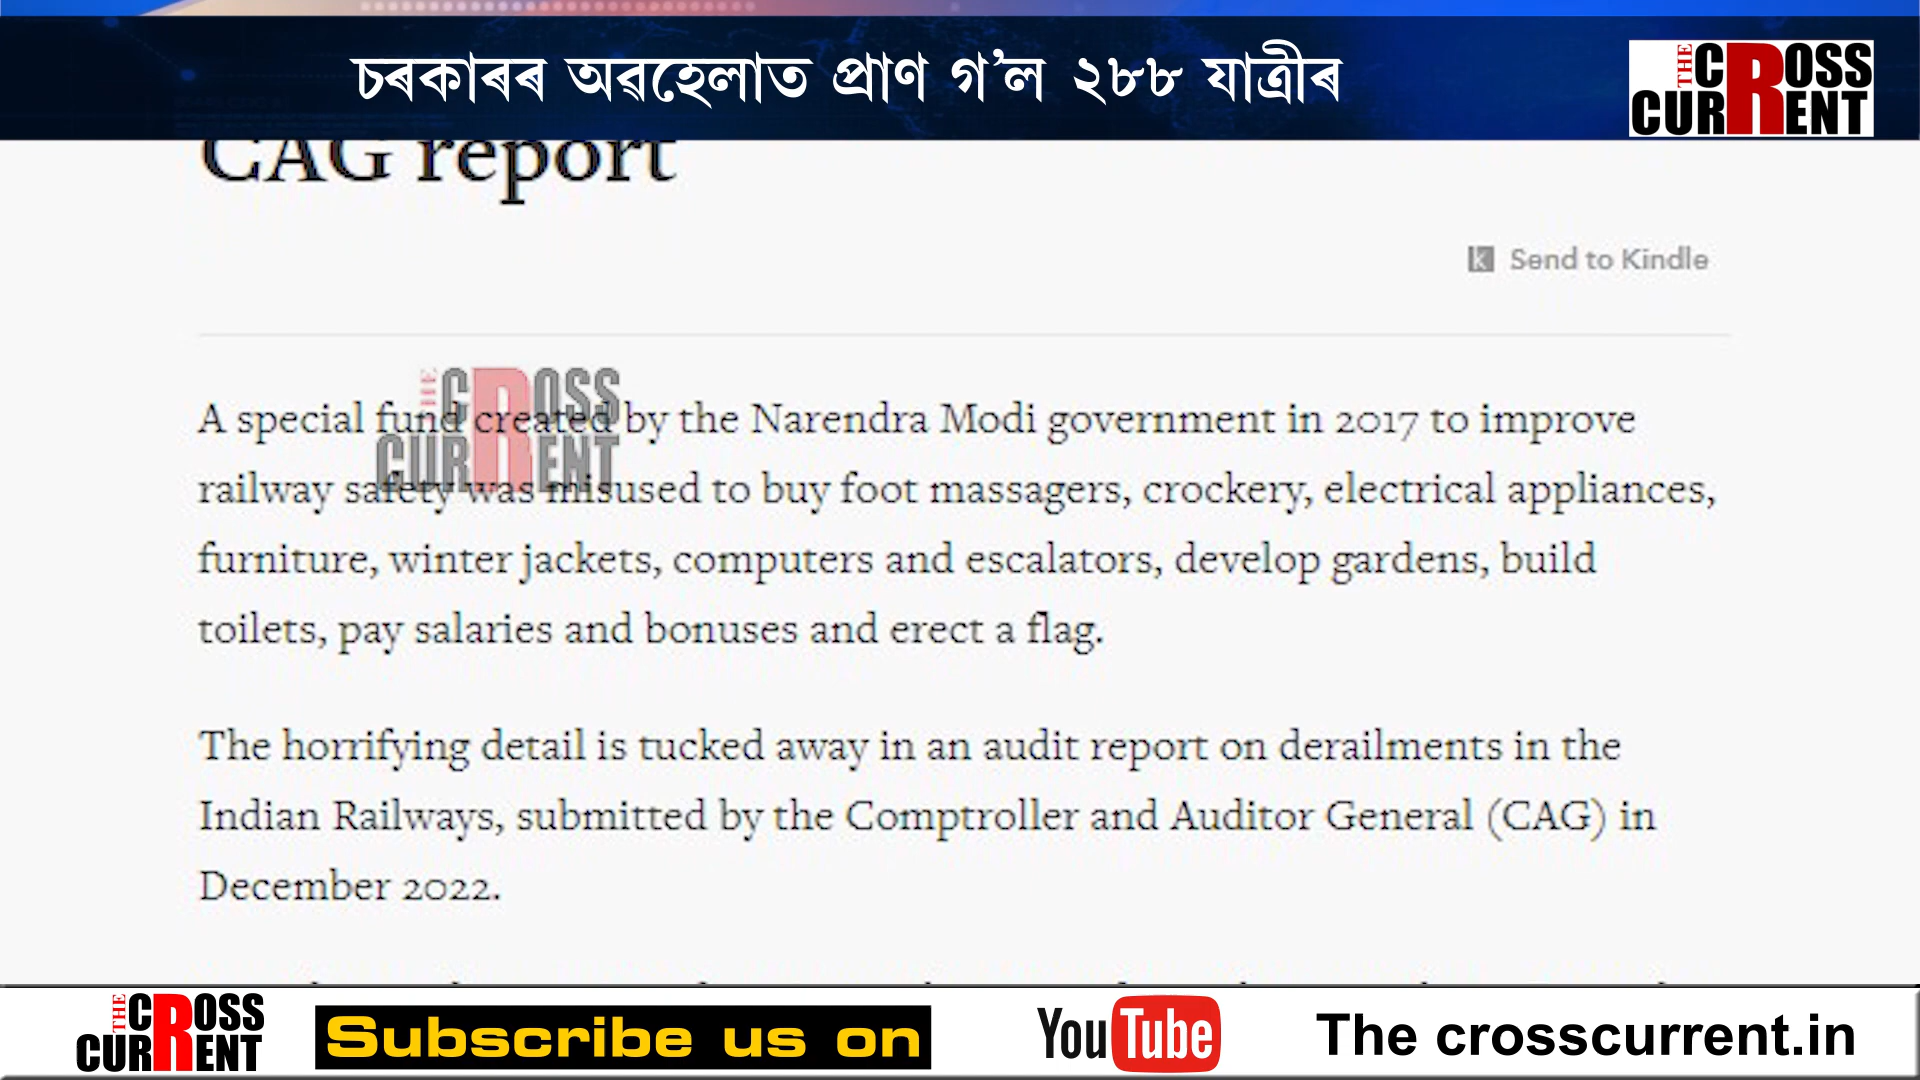 চৰকাৰৰ অৱহেলাত প্ৰাণ গ'ল ২৮৮ যাত্ৰীৰ
THE CROSS CURRENT
CAG report
Send to Kindle
THE CROSS CURRENT
A special fund created by the Narendra Modi government in 2017 to improve
railway safety was misused to buy foot massagers, crockery, electrical appliances,
furniture, winter jackets, computers and escalators, develop gardens, build
toilets, pay salaries and bonuses and erect a flag.
The horrifying detail is tucked away in an audit report on derailments in the
Indian Railways, submitted by the Comptroller and Auditor General (CAG) in
December 2022.
THE CROSS CURRENT
Subscribe us on
YouTube
The crosscurrent.in